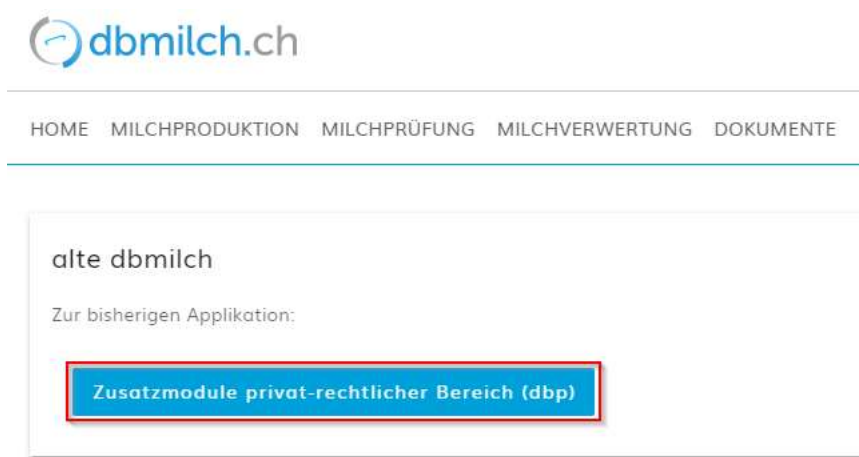 dbmilch.ch
HOME MILCHPRODUKTION MILCHPRÜFUNG MILCHVERWERTUNG DOKUMENTE
alte dbmilch
Zur bisherigen Applikation:
Zusatzmodule privat-rechtlicher Bereich (dbp)